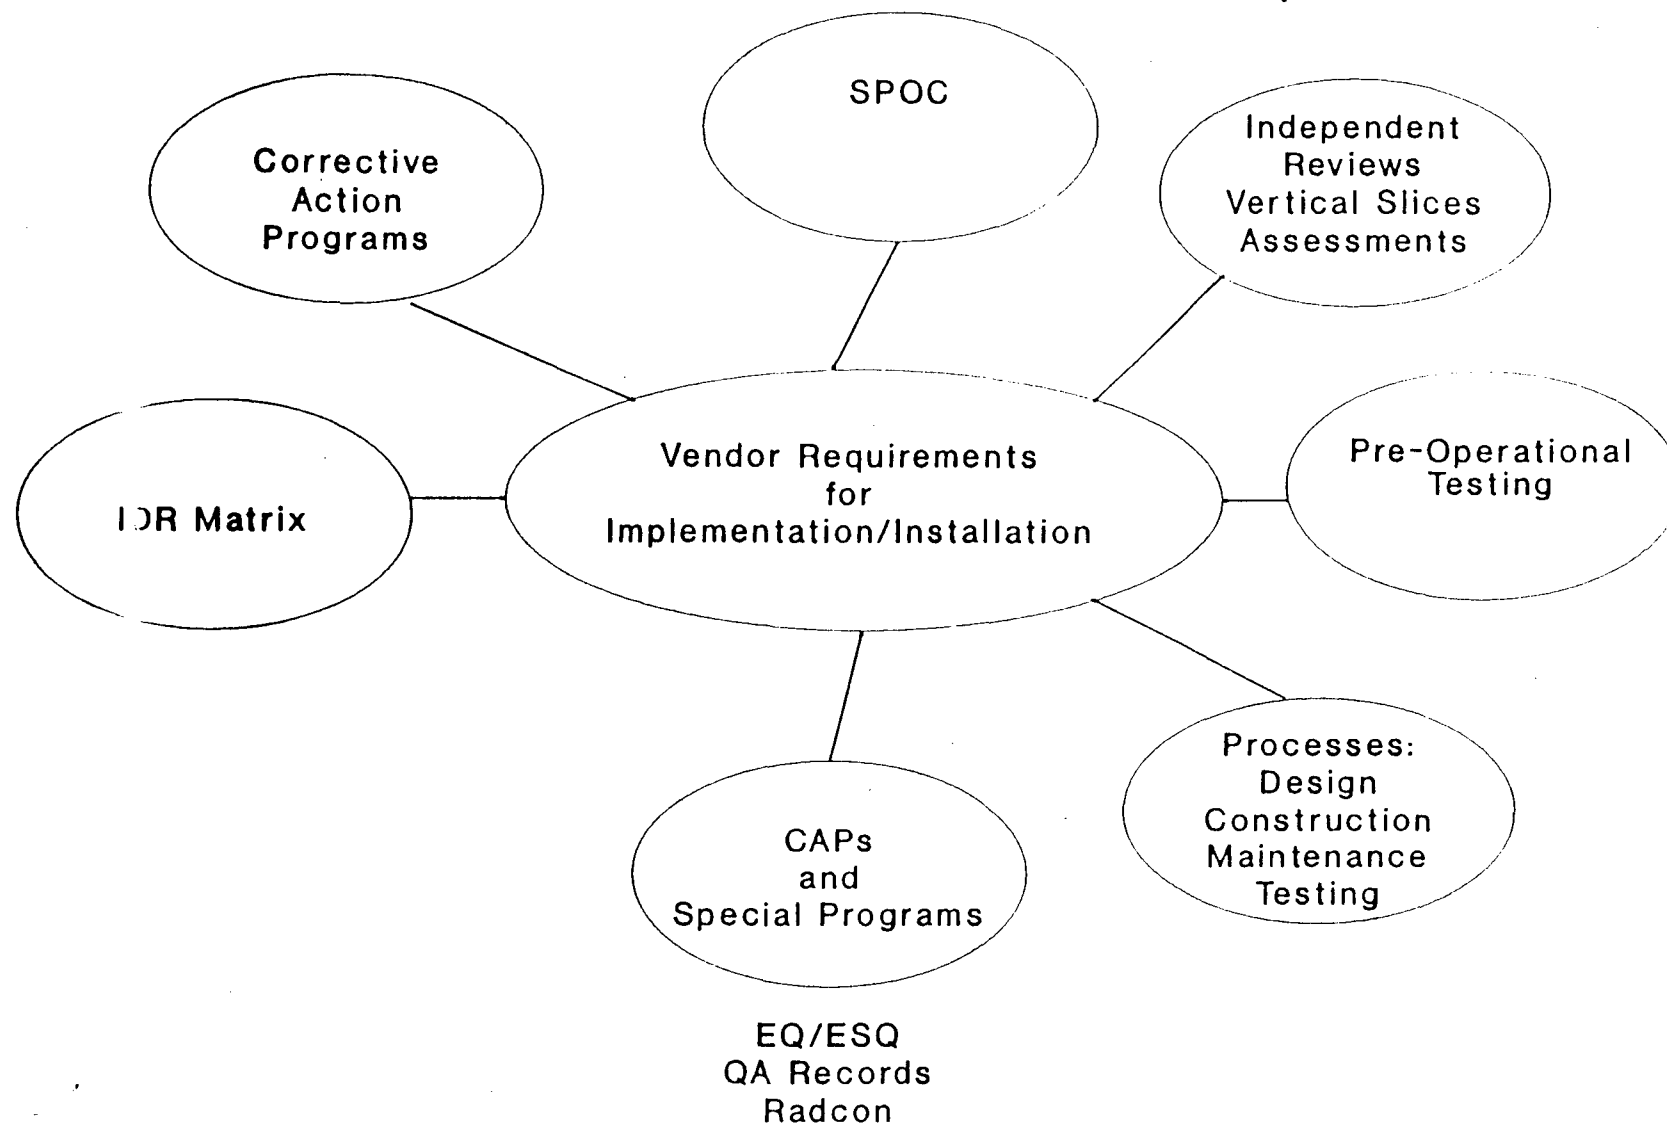 SPOC
Corrective
Action
Programs
Independent
Reviews
Vertical Slices
Assessments
Vendor Requirements
for
Implementation/Installation
Pre-Operational
Testing
Matrix
Processes:
Design
Construction
Maintenance
Testing
CAPs
and
Special Programs
EQ/ESQ
QA Records
Radcon